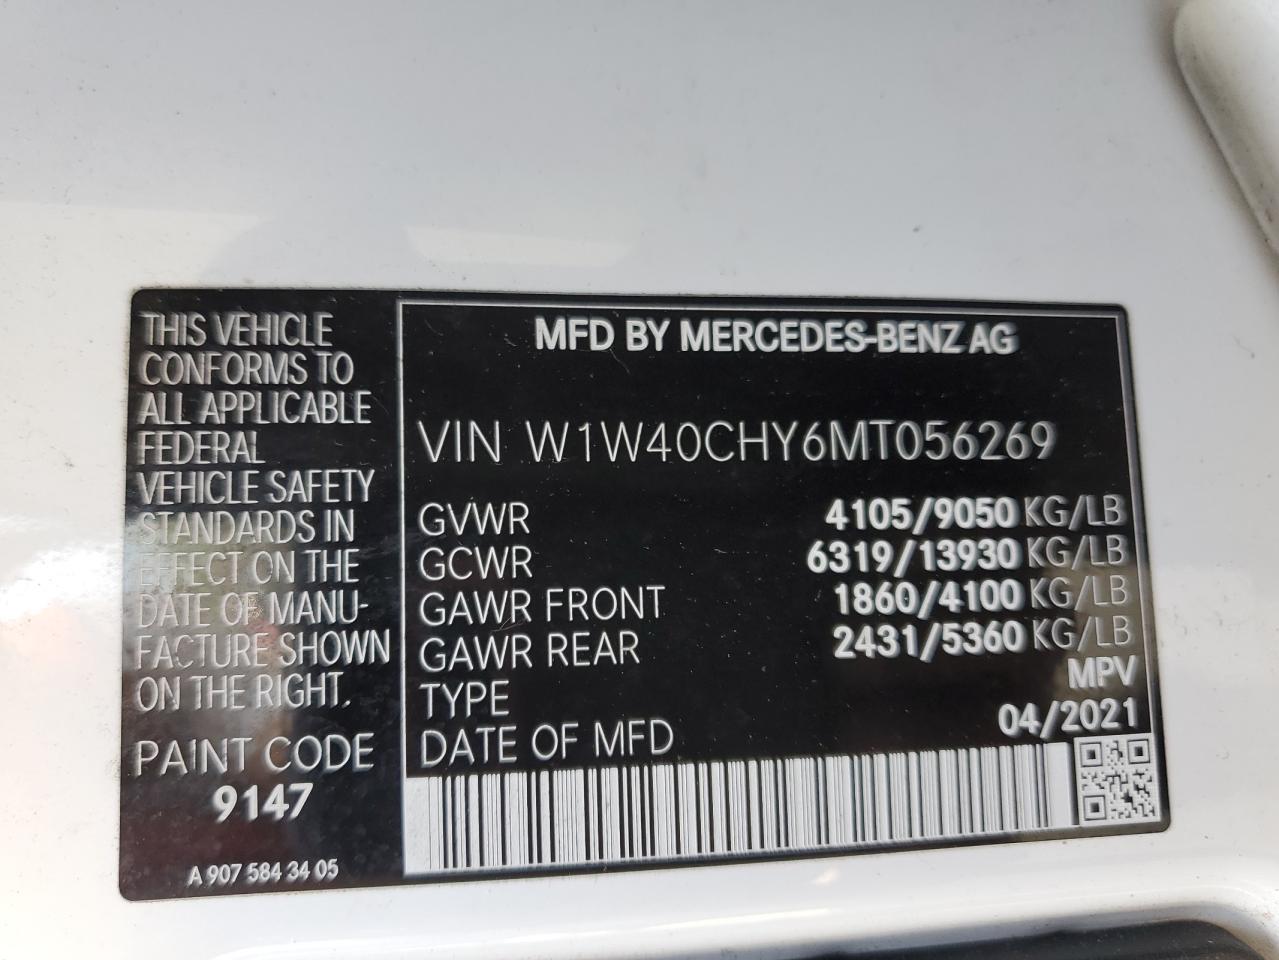 THIS VEHICLE
CONFORMS TO
ALL APPLICABLE
FEDERAL
VEHICLE SAFETY
STANDARDS IN
EFFECT ON THE
DATE OF MANU-
FACTURE SHOWN
ON THE RIGHT.
PAINT CODE
9147
A 907 584 34 05
MFD BY MERCEDES-BENZ AG
VIN W1W40CHY6MT056269
GVWR 4105/9050 KG/LB
GCWR 6319/13930 KG/LB
GAWR FRONT 1860/4100 KG/LB
GAWR REAR 2431/5360 KG/LB
TYPE MPV
DATE OF MFD 04/2021